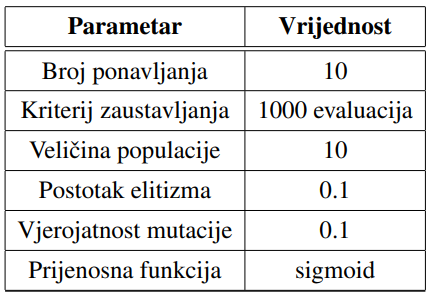 Parametar Vrijednost
Broj ponavljanja 10
Kriterij zaustavljanja 1000 evaluacija
Veličina populacije 10
Postotak elitizma 0.1
Vjerojatnost mutacije 0.1
Prijenosna funkcija sigmoid